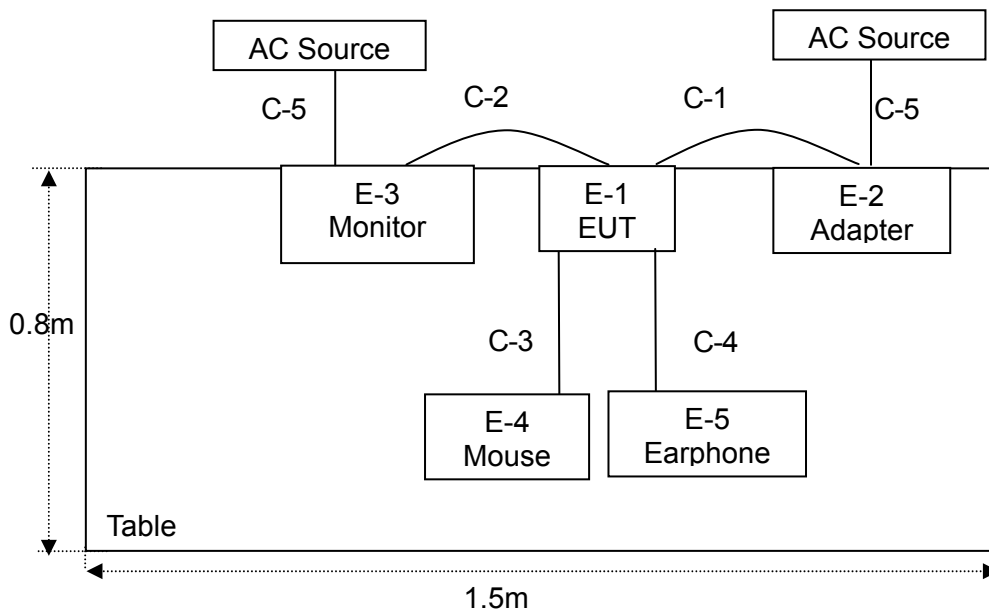 AC Source
AC Source
C-5
C-2
C-1
C-5
E-3
Monitor
E-1
EUT
E-2
Adapter
0.8m
C-3
C-4
E-4
Mouse
E-5
Earphone
Table
1.5m